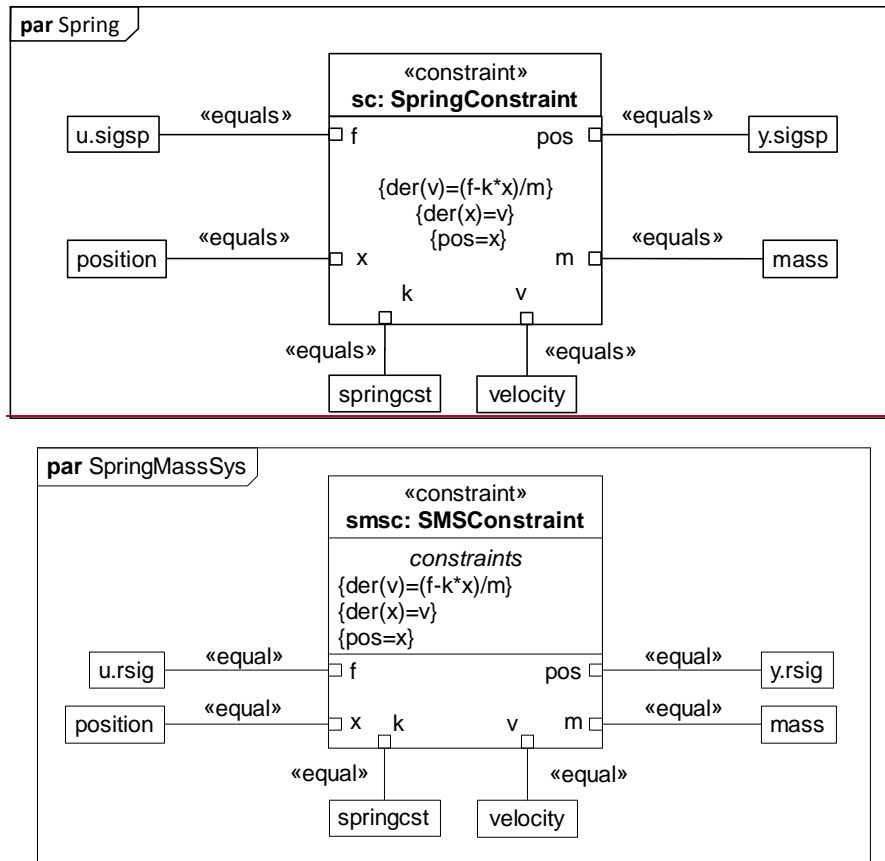 par Spring
«constraint»
sc: SpringConstraint
«equals»
«equals»
u.sigsp
f
pos
y.sigsp
{der(v)=(f-k*x)/m}
{der(x)=v}
{pos=x}
«equals»
«equals»
position
x
m
mass
k
v
«equals»
«equals»
springcst
velocity
par SpringMassSys
«constraint»
smsc: SMSConstraint
constraints
{der(v)=(f-k*x)/m}
{der(x)=v}
{pos=x}
«equal»
«equal»
u.rsig
f
pos
y.rsig
«equal»
«equal»
position
x
k
v
m
mass
«equal»
«equal»
springcst
velocity